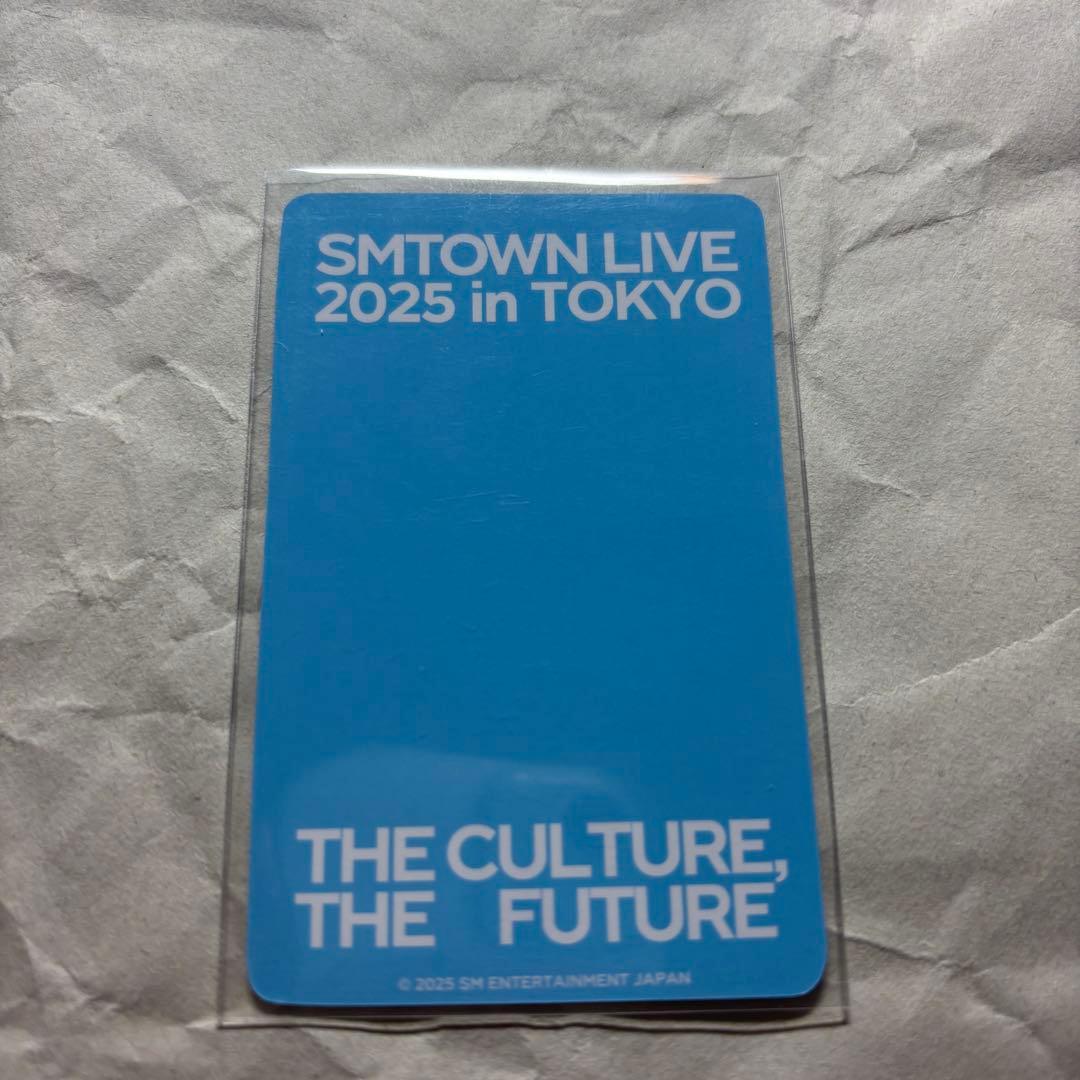 SMTOWN LIVE
2025 in TOKYO
THE CULTURE,
THE FUTURE
© 2025 SM ENTERTAINMENT JAPAN